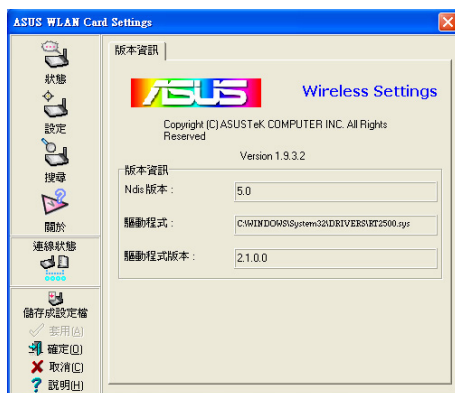 ASUS WLAN Card Settings
狀態
設定
搜尋
關於
連線狀態
儲存成設定檔
套用(A)
確定(O)
取消(C)
說明(H)
版本資訊
ASUS
Wireless Settings
Copyright (C) ASUSTeK COMPUTER INC. All Rights
Reserved
Version 1.9.3.2
版本資訊
Ndis 版本 :
5.0
驅動程式 :
C:\WINDOWS\System32\DRIVERS\RT2500.sys
驅動程式版本 :
2.1.0.0